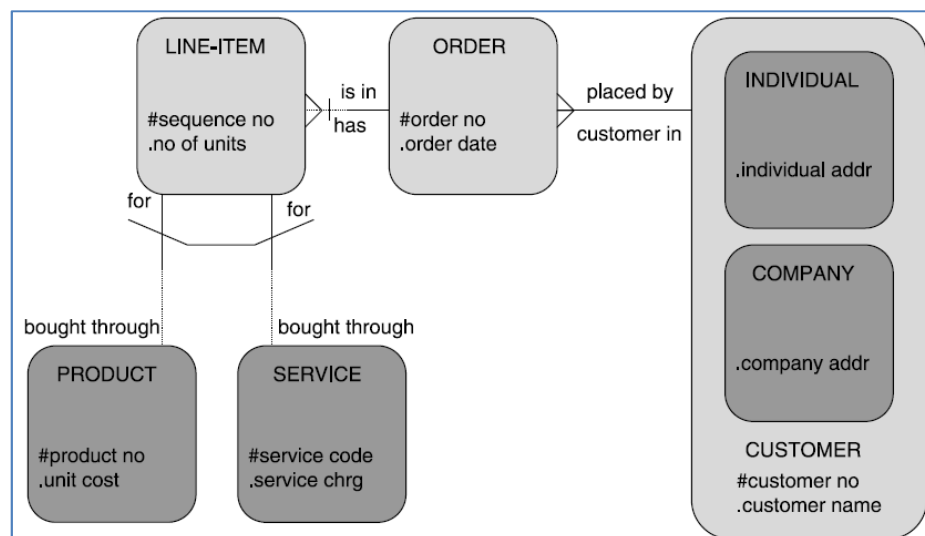 LINE-ITEM
#sequence no
.no of units
is in
has
ORDER
#order no
.order date
placed by
customer in
INDIVIDUAL
.individual addr
COMPANY
.company addr
CUSTOMER
#customer no
.customer name
for
for
bought through
bought through
PRODUCT
#product no
.unit cost
SERVICE
#service code
.service chrg